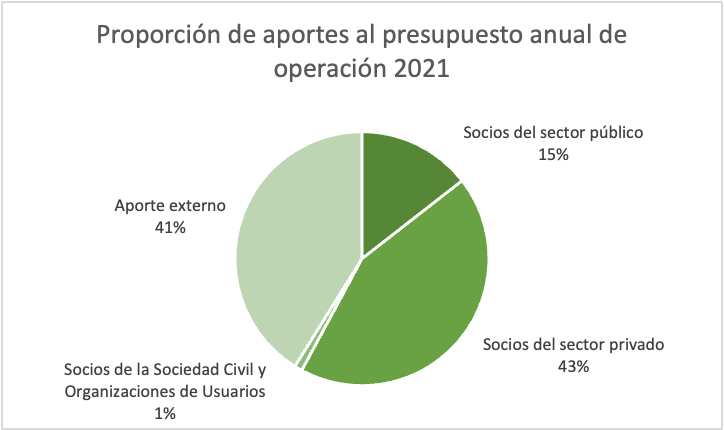 Proporción de aportes al presupuesto anual de
operación 2021
Socios del sector público
15%
Aporte externo
41%
Socios del sector privado
43%
Socios de la Sociedad Civil y
Organizaciones de Usuarios
1%